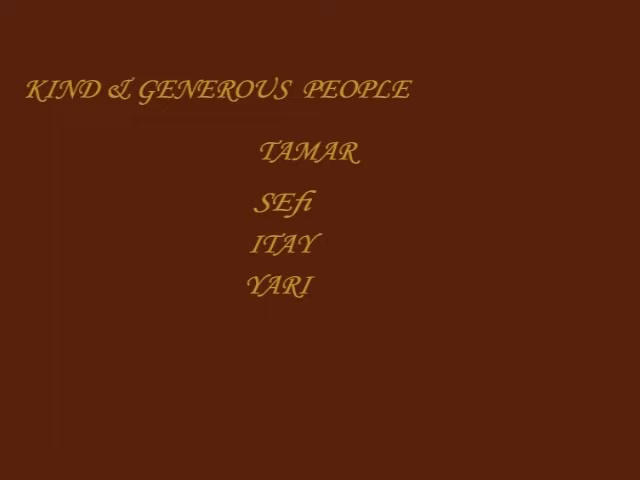 KIND & GENEROUS PEOPLE
TAMAR
SEfi
ITAY
YARI